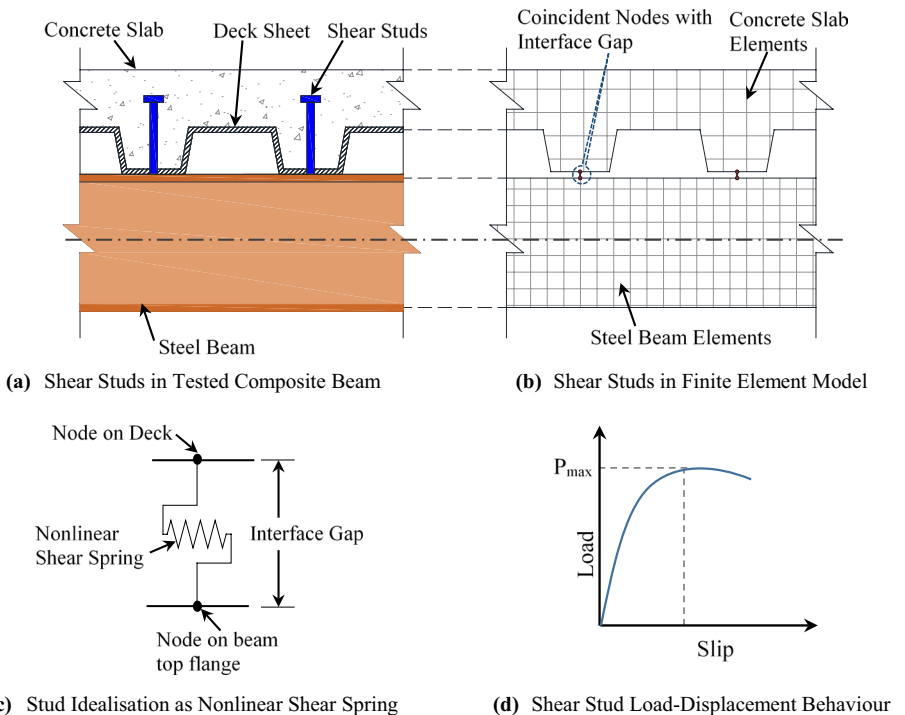 Concrete Slab
Deck Sheet
Shear Studs
Steel Beam
(a) Shear Studs in Tested Composite Beam
Coincident Nodes with
Interface Gap
Concrete Slab
Elements
Steel Beam Elements
(b) Shear Studs in Finite Element Model
Node on Deck
Nonlinear
Shear Spring
Interface Gap
Node on beam
top flange
c) Stud Idealisation as Nonlinear Shear Spring
Pmax
Load
Slip
(d) Shear Stud Load-Displacement Behaviour